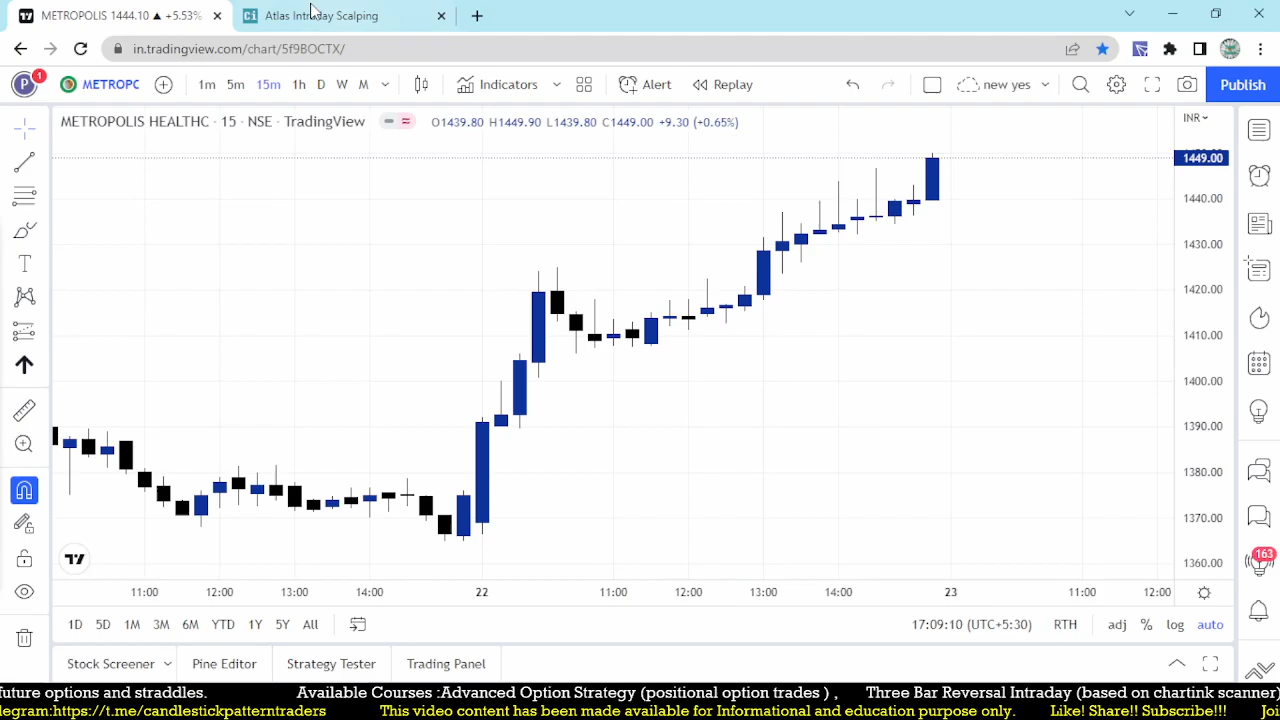 METROPOLIS 1444.10 ▲ +5.53%
Ci Atlas Intraday Scalping
in.tradingview.com/chart/5f9BOCTX/
P 1 METROPC 1m 5m 15m 1h D W M Indicators Alert Replay new yes Publish
METROPOLIS HEALTHC · 15 · NSE · TradingView O1439.80 H1449.90 L1439.80 C1449.00 +9.30 (+0.65%)
INR
1449.00
1440.00
1430.00
1420.00
1410.00
1400.00
1390.00
1380.00
1370.00
1360.00
163
11:00 12:00 13:00 14:00 22 11:00 12:00 13:00 14:00 23 11:00 12:00
1D 5D 1M 3M 6M YTD 1Y 5Y All 17:09:10 (UTC+5:30) RTH adj % log auto
Stock Screener Pine Editor Strategy Tester Trading Panel
future options and straddles. Available Courses :Advanced Option Strategy (positional option trades ) , Three Bar Reversal Intraday (based on chartink scanner)
legram:https://t.me/candlestickpatterntraders This video content has been made available for Informational and education purpose only. Like! Share!! Subscribe!!! Joi